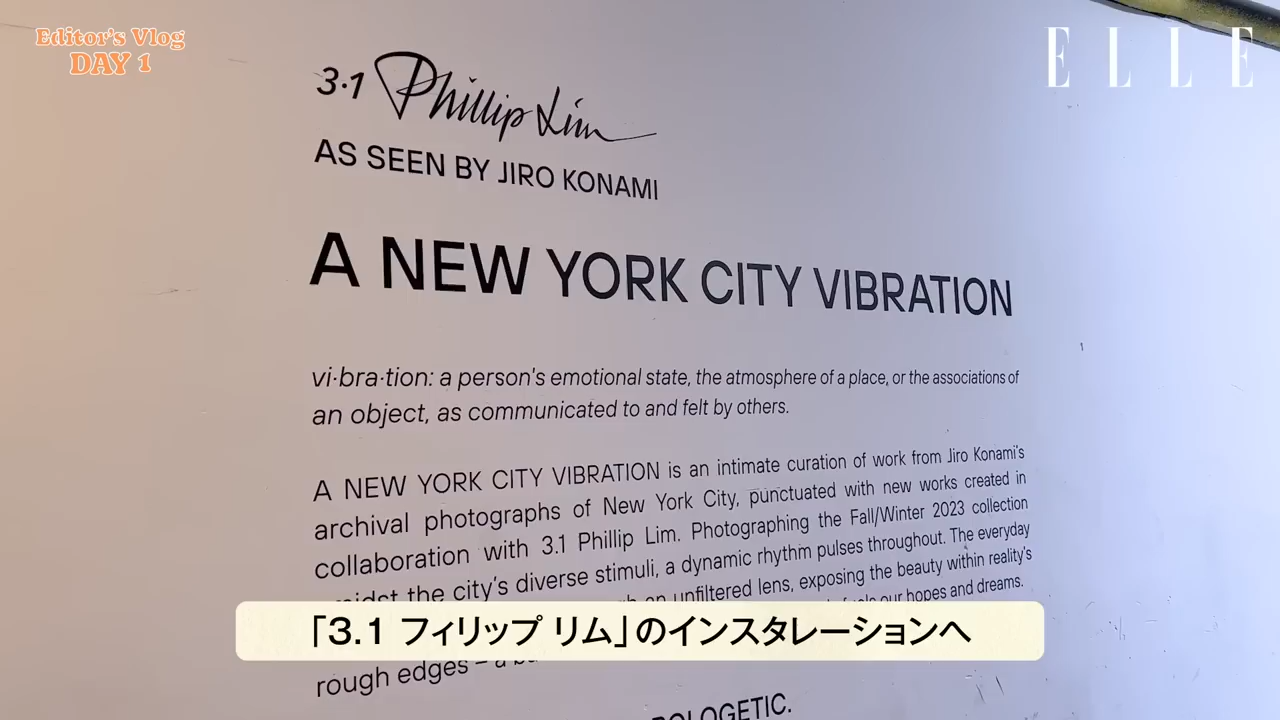 Editor's Vlog
DAY 1
ELLE
3.1 Phillip Lim
AS SEEN BY JIRO KONAMI
A NEW YORK CITY VIBRATION
vi·bra·tion: a person's emotional state, the atmosphere of a place, or the associations of
an object, as communicated to and felt by others.
A NEW YORK CITY VIBRATION is an intimate curation of work from Jiro Konami's
archival photographs of New York City, punctuated with new works created in
collaboration with 3.1 Phillip Lim. Photographing the Fall/Winter 2023 collection
the city's diverse stimuli, a dynamic rhythm pulses throughout. The everyday
unfiltered lens, exposing the beauty within reality's
our hopes and dreams.
rough edges –
「3.1 フィリップ リム」のインスタレーションへ